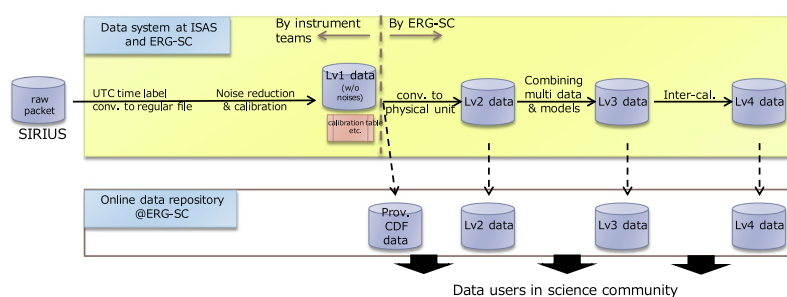 Data system at ISAS
and ERG-SC
By instrument
teams
By ERG-SC
raw
packet
SIRIUS
UTC time label
conv. to regular file
Noise reduction
& calibration
Lv1 data
(w/o
noises)
calibration table
etc.
conv. to
physical unit
Lv2 data
Combining
multi data
& models
Lv3 data
Inter-cal.
Lv4 data
Online data repository
@ERG-SC
Prov.
CDF
data
Lv2 data
Lv3 data
Lv4 data
Data users in science community